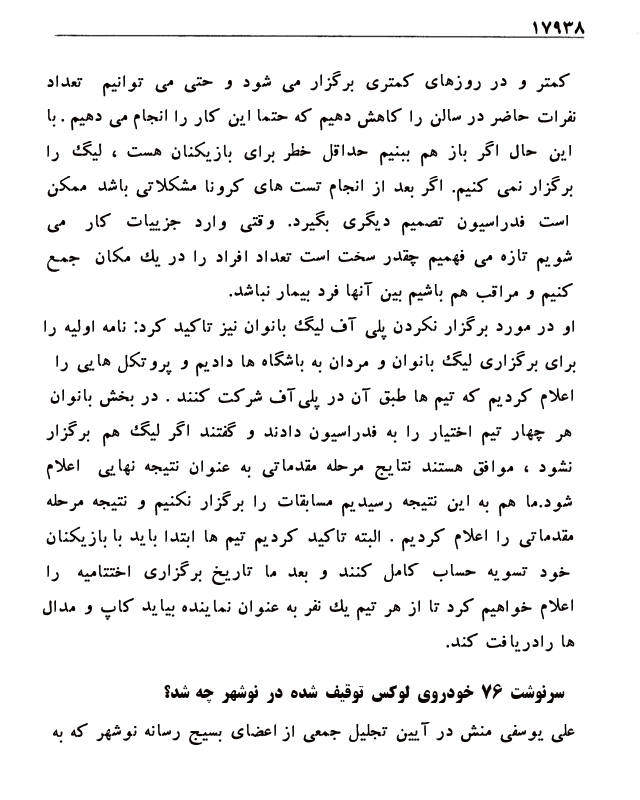 ۱۷۹۳۸
کمتر و در روزهای کمتری برگزار می شود و حتی می توانیم تعداد
نفرات حاضر در سالن را کاهش دهیم که حتما این کار را انجام می دهیم . با
این حال اگر باز هم ببینیم حداقل خطر برای بازیکنان هست ، لیگ را
برگزار نمی کنیم. اگر بعد از انجام تست های کرونا مشکلاتی باشد ممکن
است فدراسیون تصمیم دیگری بگیرد. وقتی وارد جزییات کار می
شویم تازه می فهمیم چقدر سخت است تعداد افراد را در یك مکان جمع
کنیم و مراقب هم باشیم بین آنها فرد بیمار نباشد.
او در مورد برگزار نکردن پلی آف لیگ بانوان نیز تاکید کرد: نامه اولیه را
برای برگزاری لیگ بانوان و مردان به باشگاه ها دادیم و پروتکل هایی را
اعلام کردیم که تیم ها طبق آن در پلی‌آف شرکت کنند . در بخش بانوان
هر چهار تیم اختیار را به فدراسیون دادند و گفتند اگر لیگ هم برگزار
نشود ، موافق هستند نتایج مرحله مقدماتی به عنوان نتیجه نهایی اعلام
شود.ما هم به این نتیجه رسیدیم مسابقات را برگزار نکنیم و نتیجه مرحله
مقدماتی را اعلام کردیم . البته تاکید کردیم تیم ها ابتدا باید با بازیکنان
خود تسویه حساب کامل کنند و بعد ما تاریخ برگزاری اختتامیه را
اعلام خواهیم کرد تا از هر تیم یك نفر به عنوان نماینده بیاید کاپ و مدال
ها رادریافت کند.
سرنوشت ۷۶ خودروی لوکس توقیف شده در نوشهر چه شد؟
علی یوسفی منش در آیین تجلیل جمعی از اعضای بسیج رسانه نوشهر که به